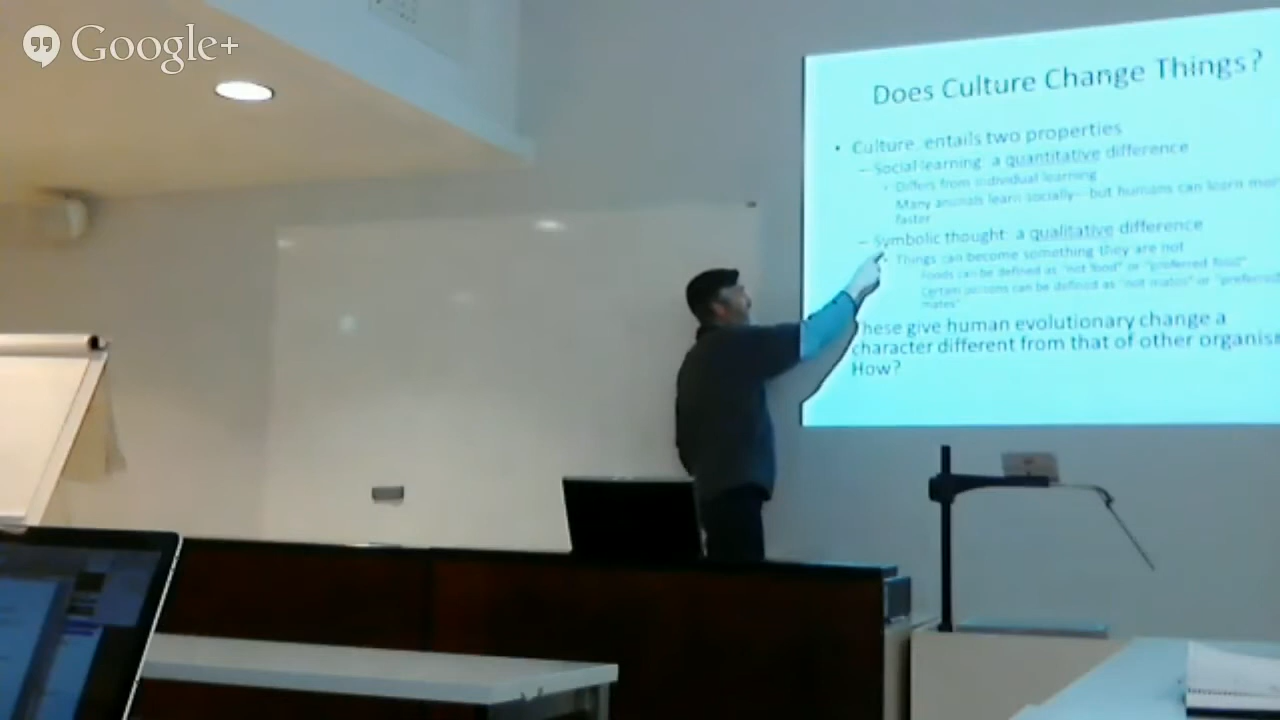 Google+
Does Culture Change Things?
• Culture entails two properties
– Social learning: a quantitative difference
• Differs from individual learning
Many animals learn socially—but humans can learn
faster
– Symbolic thought: a qualitative difference
Things can become something they are not
Foods can be defined as "not food" or "preferred food"
Certain persons can be defined as "not mates" or "preferred
mates"
hese give human evolutionary change a
character different from that of other organis
How?